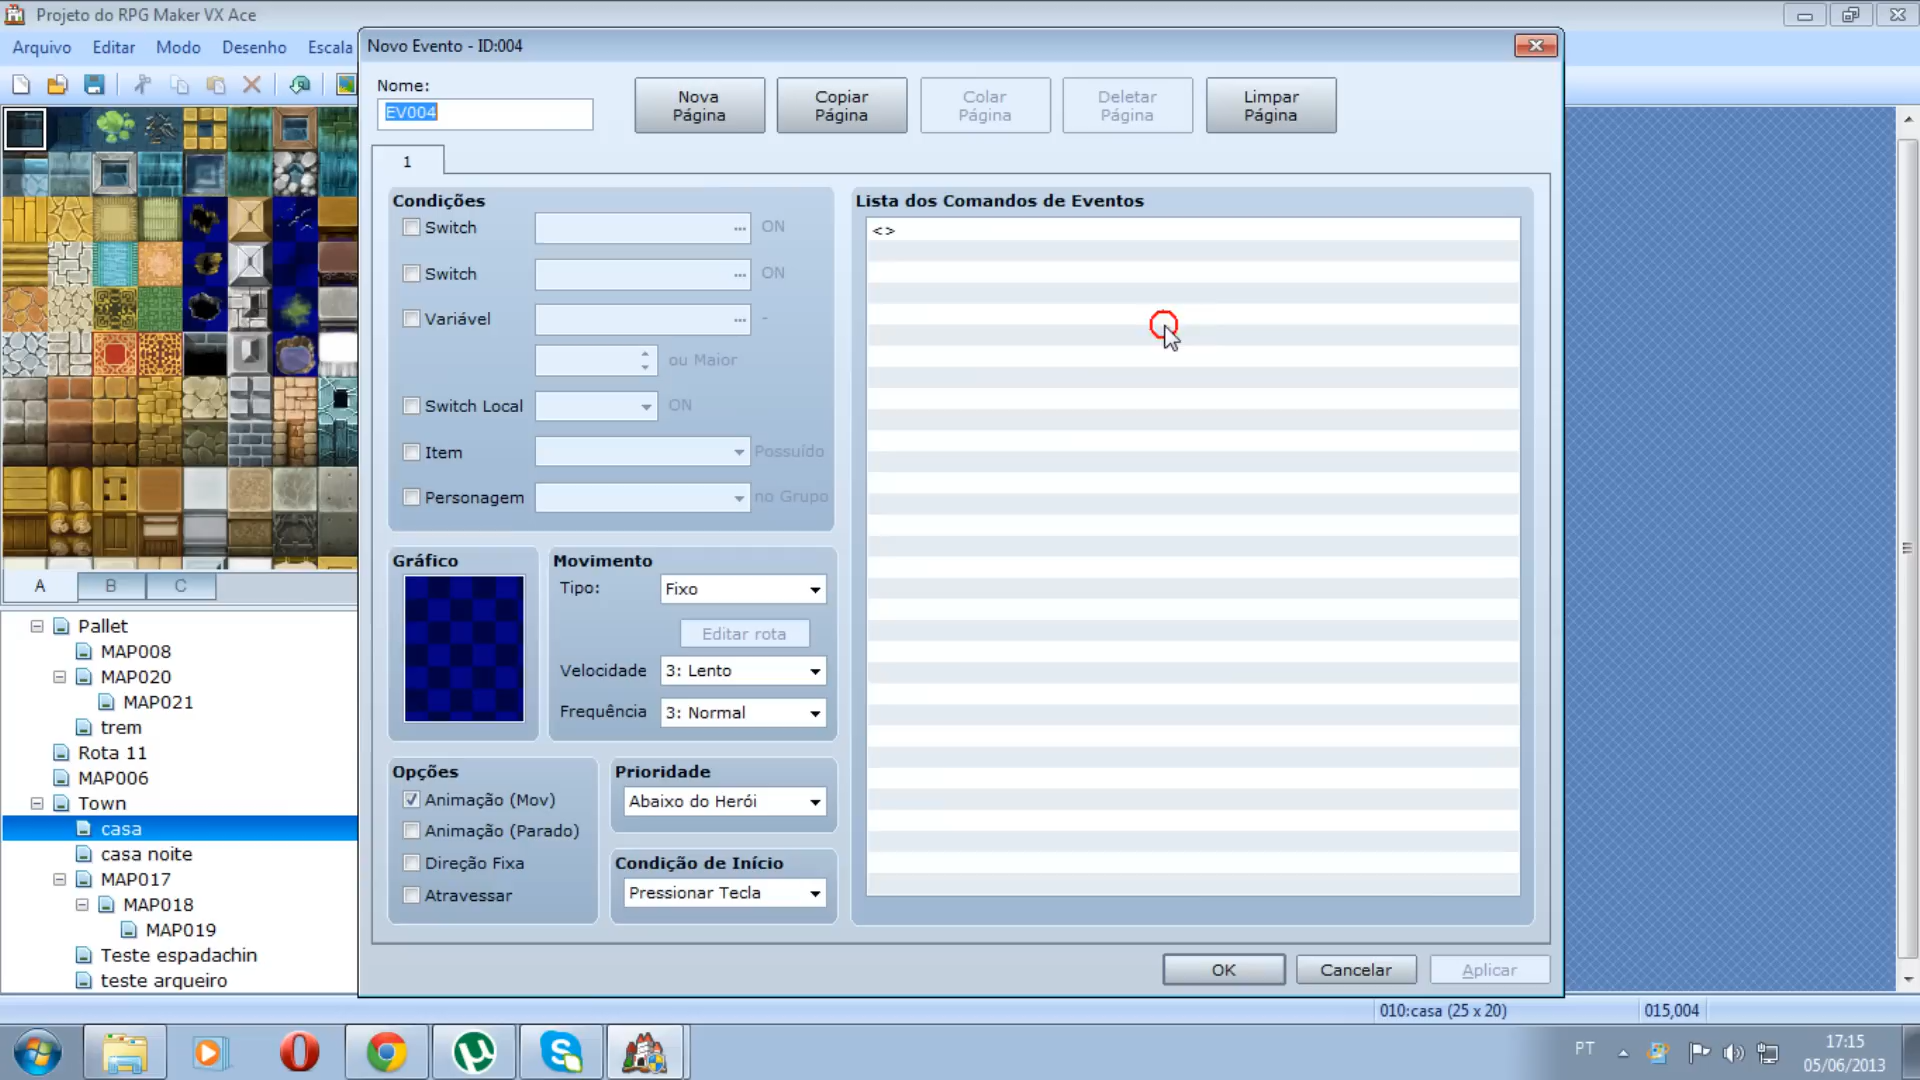 Projeto do RPG Maker VX Ace
Arquivo Editar Modo Desenho Escala
Novo Evento - ID:004
Nome:
EV004
Nova Página
Copiar Página
Colar Página
Deletar Página
Limpar Página
1
Condições
Switch ... ON
Switch ... ON
Variável ... -
ou Maior
Switch Local ON
Item Possuído
Personagem no Grupo
Gráfico
Movimento
Tipo: Fixo
Editar rota
Velocidade 3: Lento
Frequência 3: Normal
Opções
Animação (Mov)
Animação (Parado)
Direção Fixa
Atravessar
Prioridade
Abaixo do Herói
Condição de Início
Pressionar Tecla
Lista dos Comandos de Eventos
<>
OK Cancelar Aplicar
A B C
Pallet
MAP008
MAP020
MAP021
trem
Rota 11
MAP006
Town
casa
casa noite
MAP017
MAP018
MAP019
Teste espadachin
teste arqueiro
010:casa (25 x 20) 015,004
PT
17:15
05/06/2013